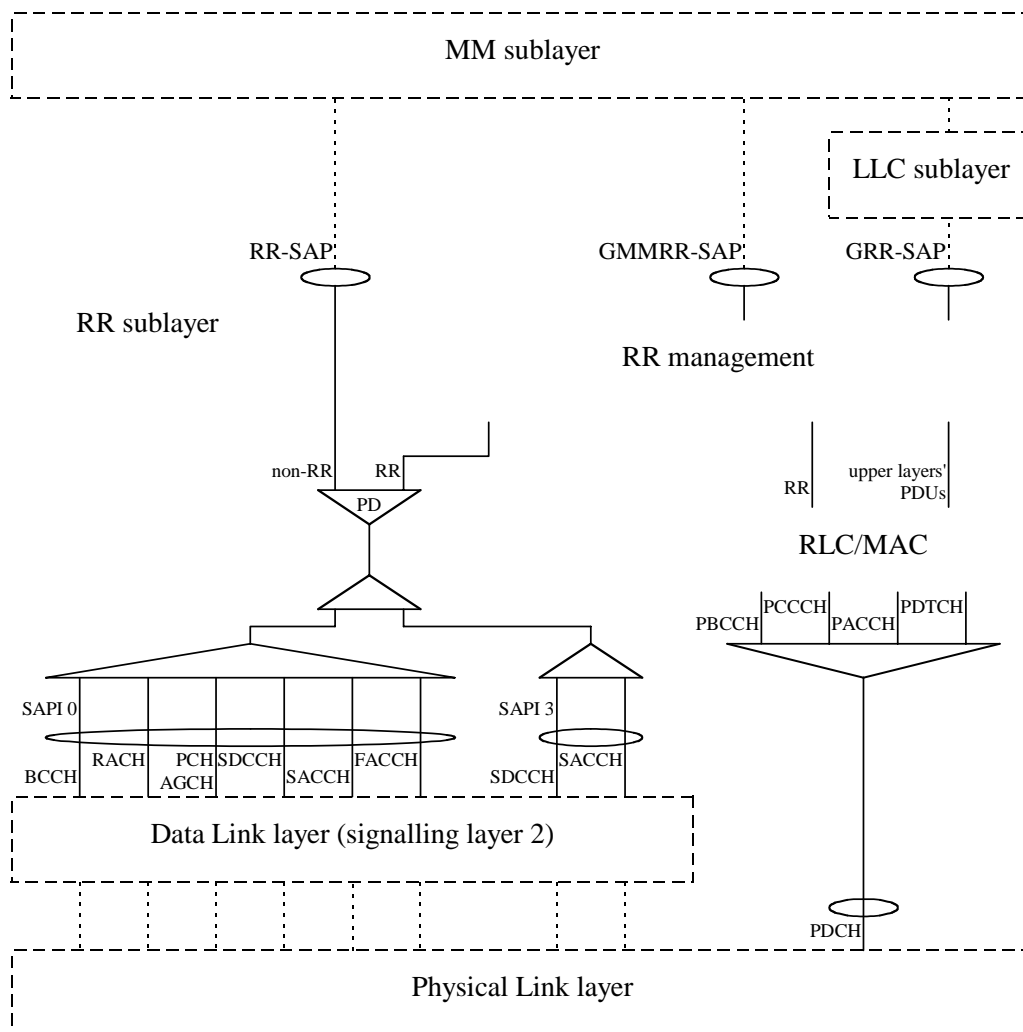 MM sublayer
LLC sublayer
RR-SAP
GMMRR-SAP
GRR-SAP
RR sublayer
RR management
non-RR
RR
PD
RR
upper layers'
PDUs
RLC/MAC
PBCCH
PCCCH
PACCH
PDTCH
SAPI 0
SAPI 3
BCCH
RACH
PCH
AGCH
SDCCH
SACCH
FACCH
SDCCH
SACCH
Data Link layer (signalling layer 2)
PDCH
Physical Link layer